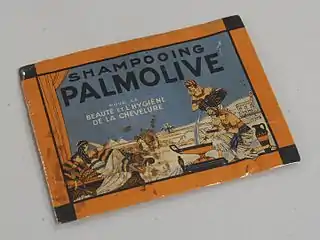 SHAMPOOING
PALMOLIVE
POUR LA
BEAUTÉ ET L'HYGIÈNE
DE LA CHEVELURE